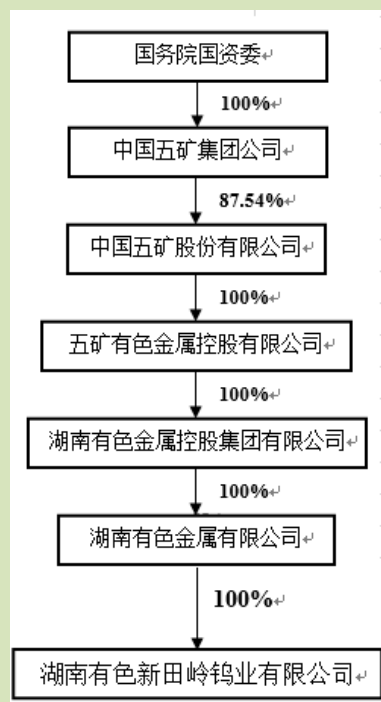 国务院国资委
100%
中国五矿集团公司
87.54%
中国五矿股份有限公司
100%
五矿有色金属控股有限公司
100%
湖南有色金属控股集团有限公司
100%
湖南有色金属有限公司
100%
湖南有色新田岭钨业有限公司